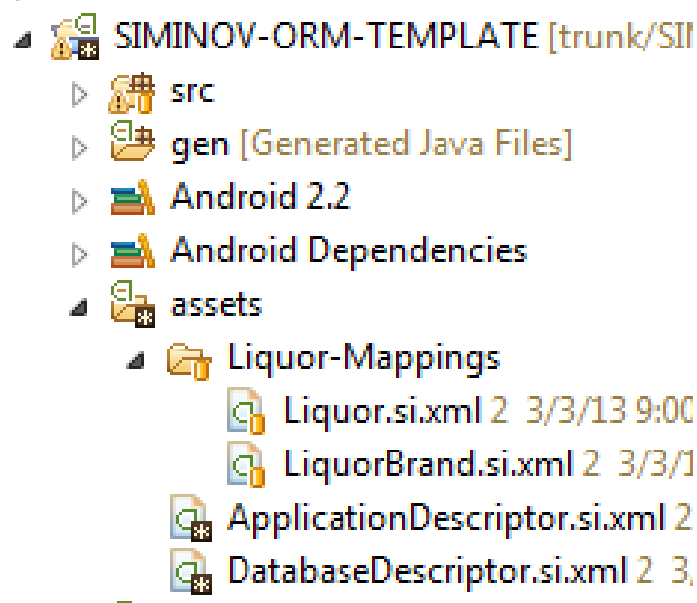 SIMINOV-ORM-TEMPLATE [trunk/SI
src
gen [Generated Java Files]
Android 2.2
Android Dependencies
assets
Liquor-Mappings
Liquor.si.xml 2 3/3/13 9:00
LiquorBrand.si.xml 2 3/3/1
ApplicationDescriptor.si.xml 2
DatabaseDescriptor.si.xml 2 3/